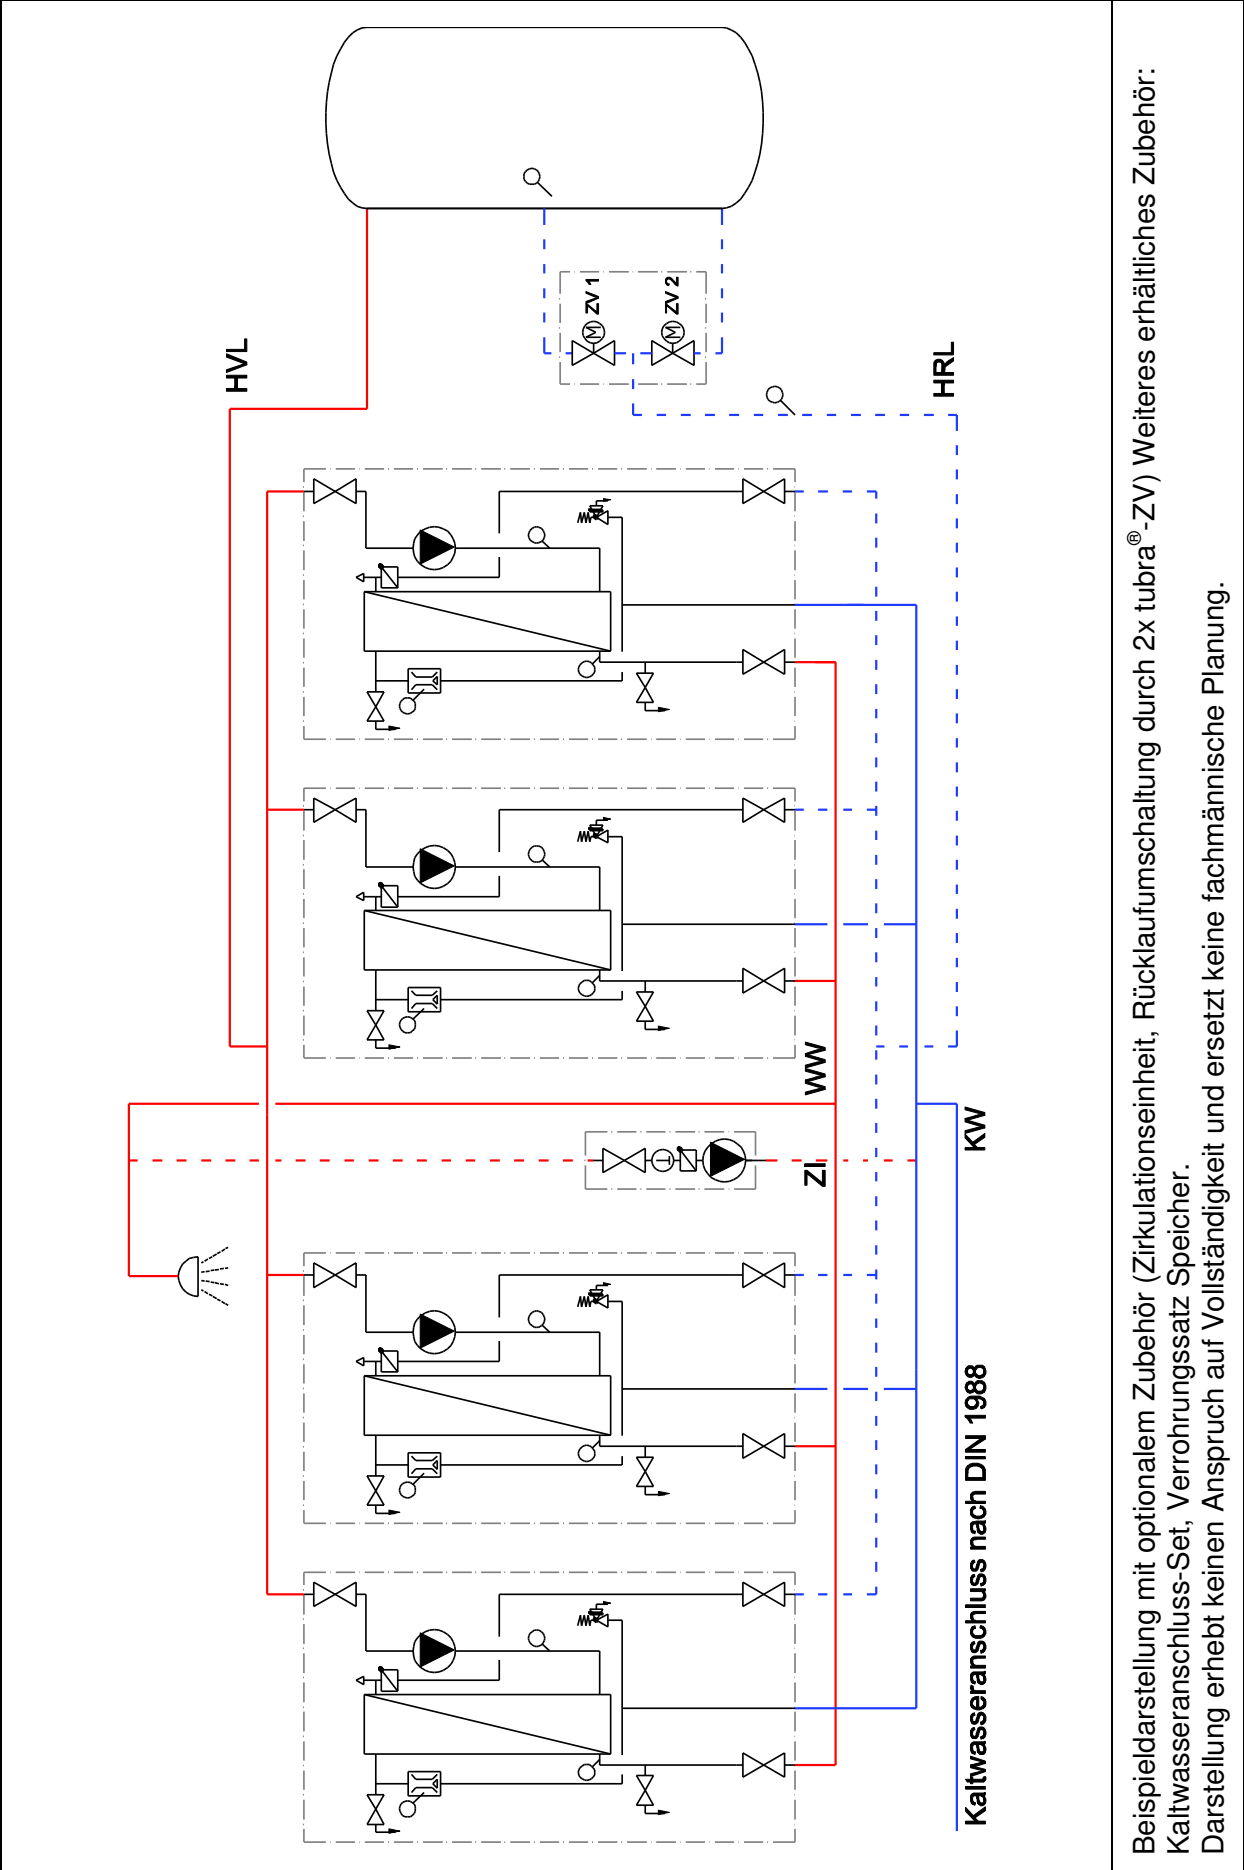 HVL
ZV 1
M
ZV 2
M
HRL
WW
ZI
T
KW
Kaltwasseranschluss nach DIN 1988
Beispieldarstellung mit optionalem Zubehör (Zirkulationseinheit, Rücklaufumschaltung durch 2x tubra®-ZV) Weiteres erhältliches Zubehör:
Kaltwasseranschluss-Set, Verrohrungssatz Speicher.
Darstellung erhebt keinen Anspruch auf Vollständigkeit und ersetzt keine fachmännische Planung.